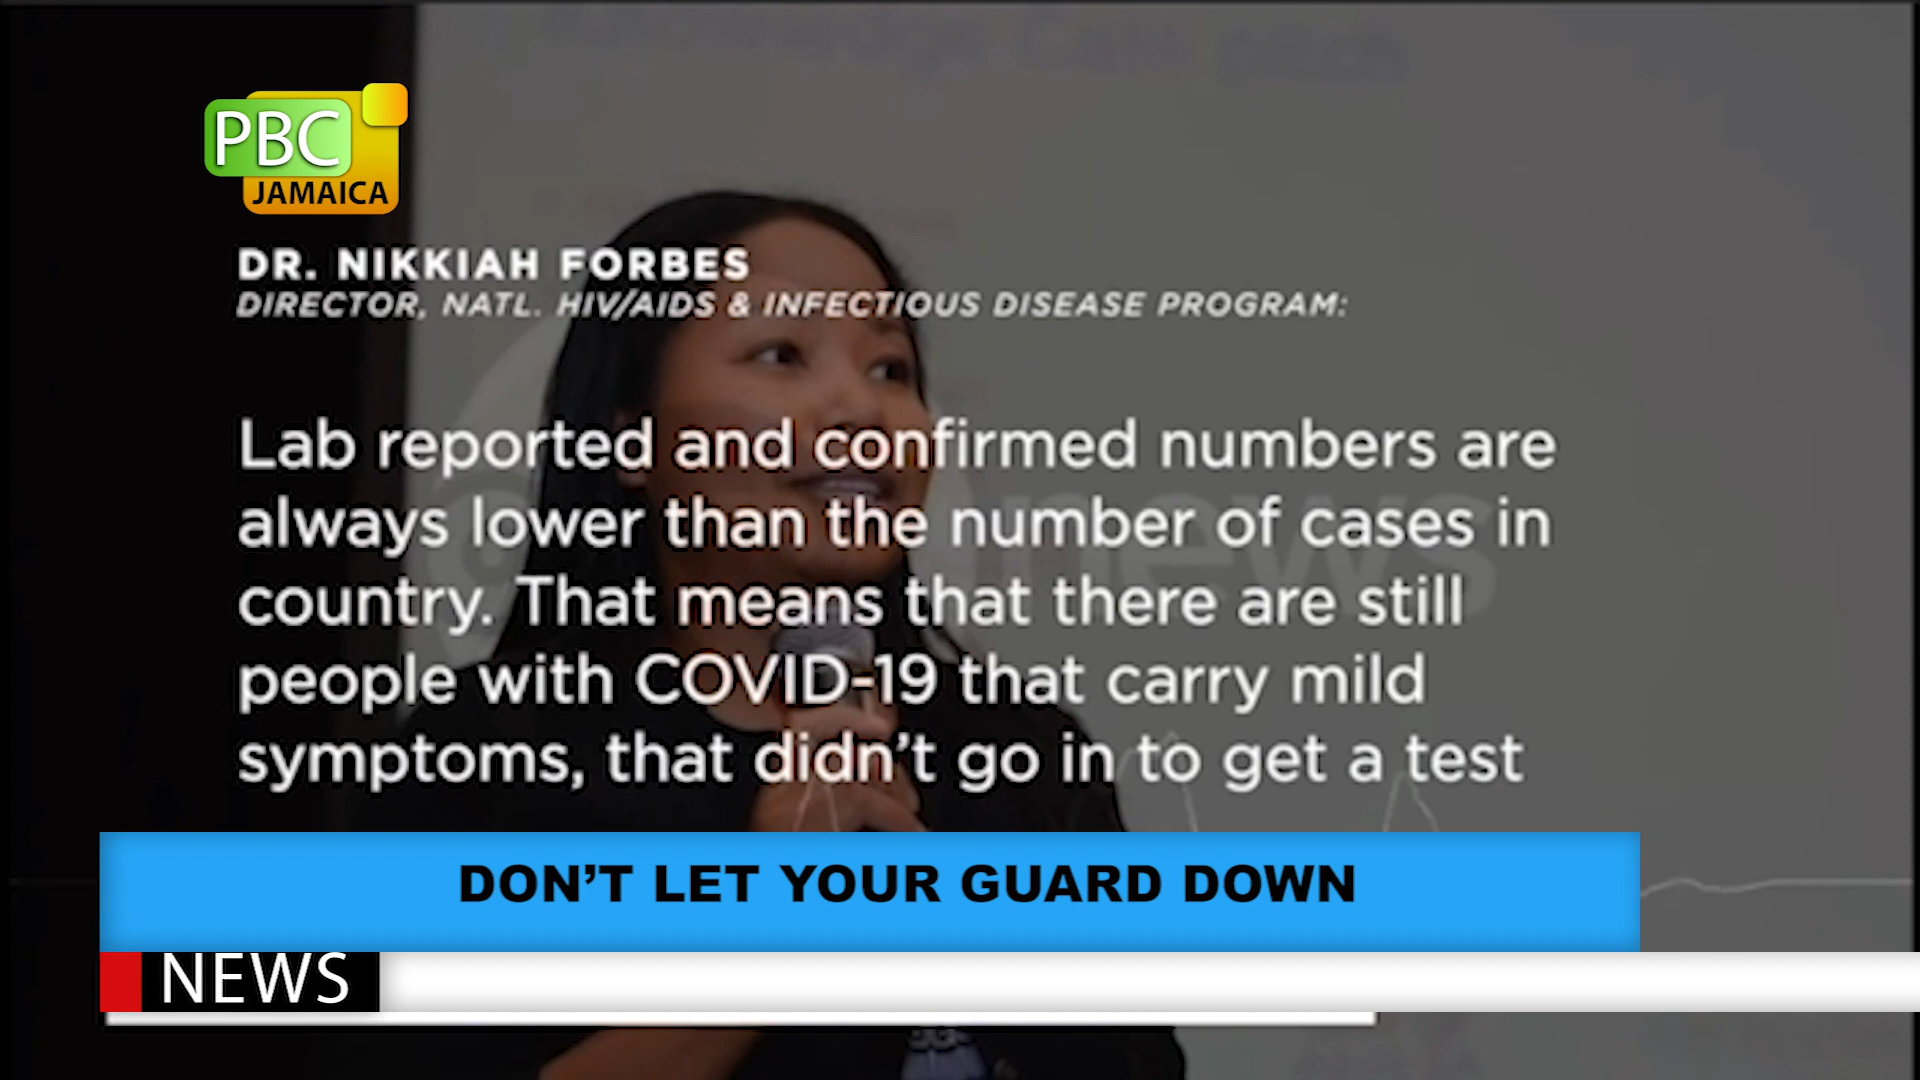 PBC
JAMAICA
DR. NIKKIAH FORBES
DIRECTOR, NATL. HIV/AIDS & INFECTIOUS DISEASE PROGRAM:
Lab reported and confirmed numbers are
always lower than the number of cases in
country. That means that there are still
people with COVID-19 that carry mild
symptoms, that didn't go in to get a test
DON'T LET YOUR GUARD DOWN
NEWS